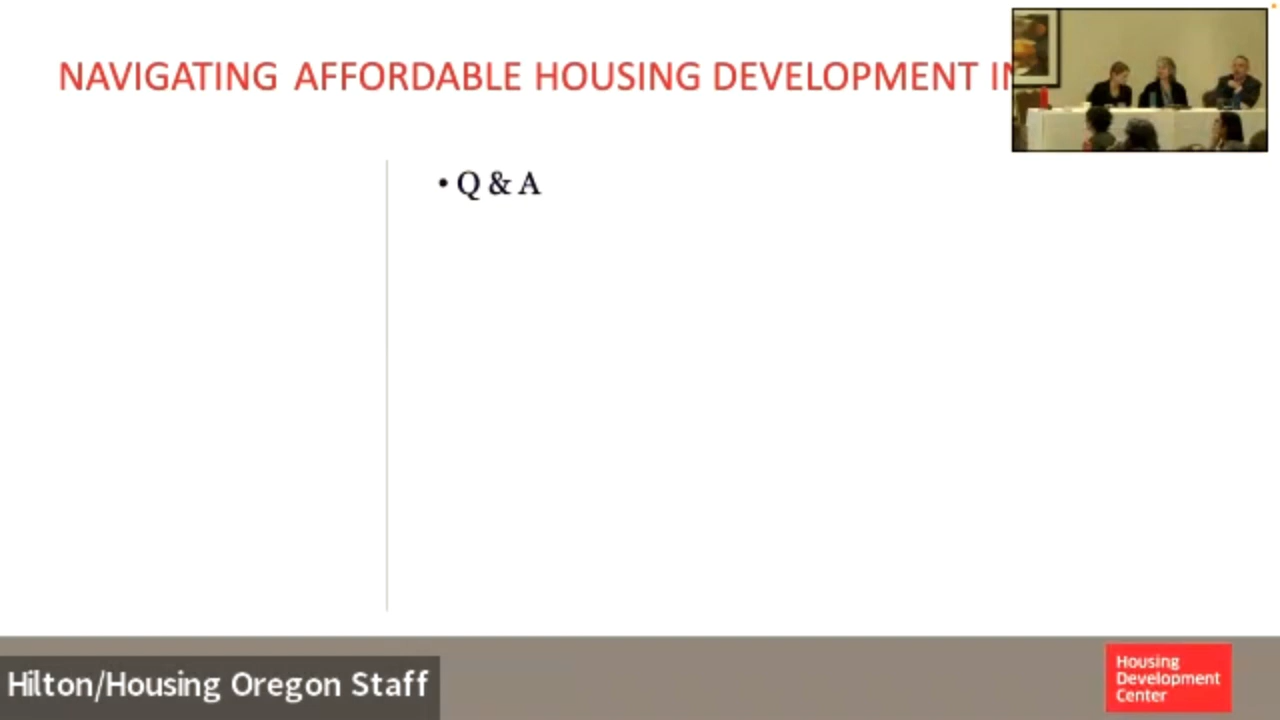 NAVIGATING AFFORDABLE HOUSING DEVELOPMENT IN
• Q & A
Hilton/Housing Oregon Staff
Housing
Development
Center